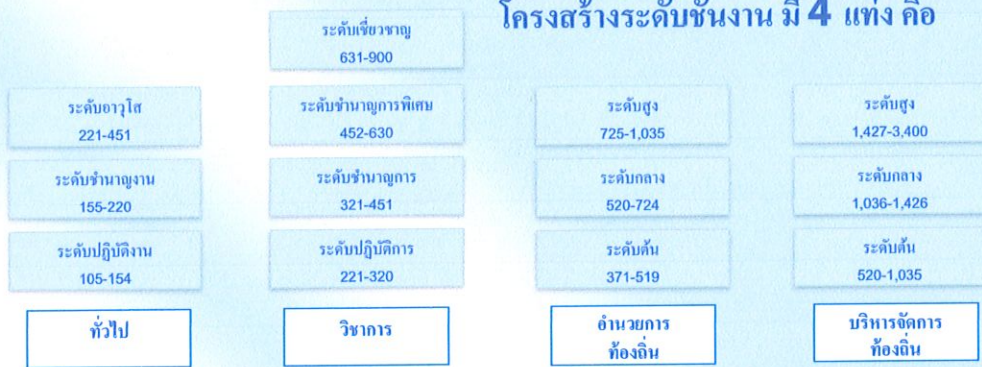 โครงสร้างระดับชั้นงาน มี 4 แท่ง คือ
ระดับเชี่ยวชาญ
631-900
ระดับอาวุโส
221-451
ระดับชำนาญการพิเศษ
452-630
ระดับสูง
725-1,035
ระดับสูง
1,427-3,400
ระดับชำนาญงาน
155-220
ระดับชำนาญการ
321-451
ระดับกลาง
520-724
ระดับกลาง
1,036-1,426
ระดับปฏิบัติงาน
105-154
ระดับปฏิบัติการ
221-320
ระดับต้น
371-519
ระดับต้น
520-1,035
ทั่วไป
วิชาการ
อำนวยการ
ท้องถิ่น
บริหารจัดการ
ท้องถิ่น